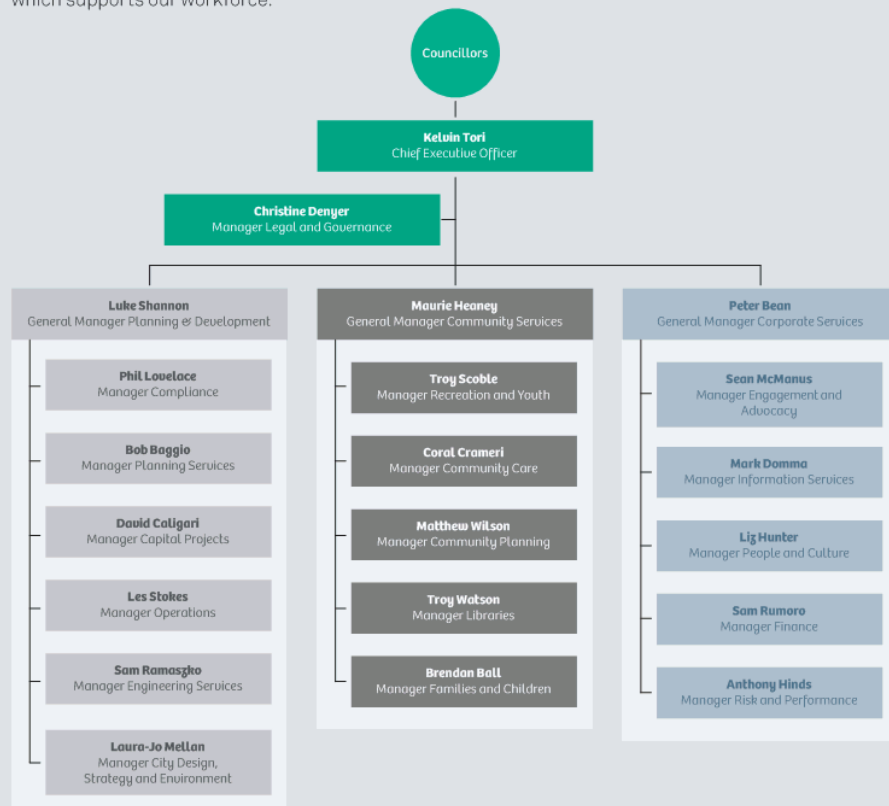 which supports our workforce.
Councillors
Kelvin Tori
Chief Executive Officer
Christine Denyer
Manager Legal and Governance
Luke Shannon
General Manager Planning & Development
Phil Lovelace
Manager Compliance
Bob Baggio
Manager Planning Services
David Caligari
Manager Capital Projects
Les Stokes
Manager Operations
Sam Ramaszko
Manager Engineering Services
Laura-Jo Mellan
Manager City Design,
Strategy and Environment
Maurie Heaney
General Manager Community Services
Troy Scoble
Manager Recreation and Youth
Coral Crameri
Manager Community Care
Matthew Wilson
Manager Community Planning
Troy Watson
Manager Libraries
Brendan Ball
Manager Families and Children
Peter Bean
General Manager Corporate Services
Sean McManus
Manager Engagement and
Advocacy
Mark Domma
Manager Information Services
Liz Hunter
Manager People and Culture
Sam Rumoro
Manager Finance
Anthony Hinds
Manager Risk and Performance